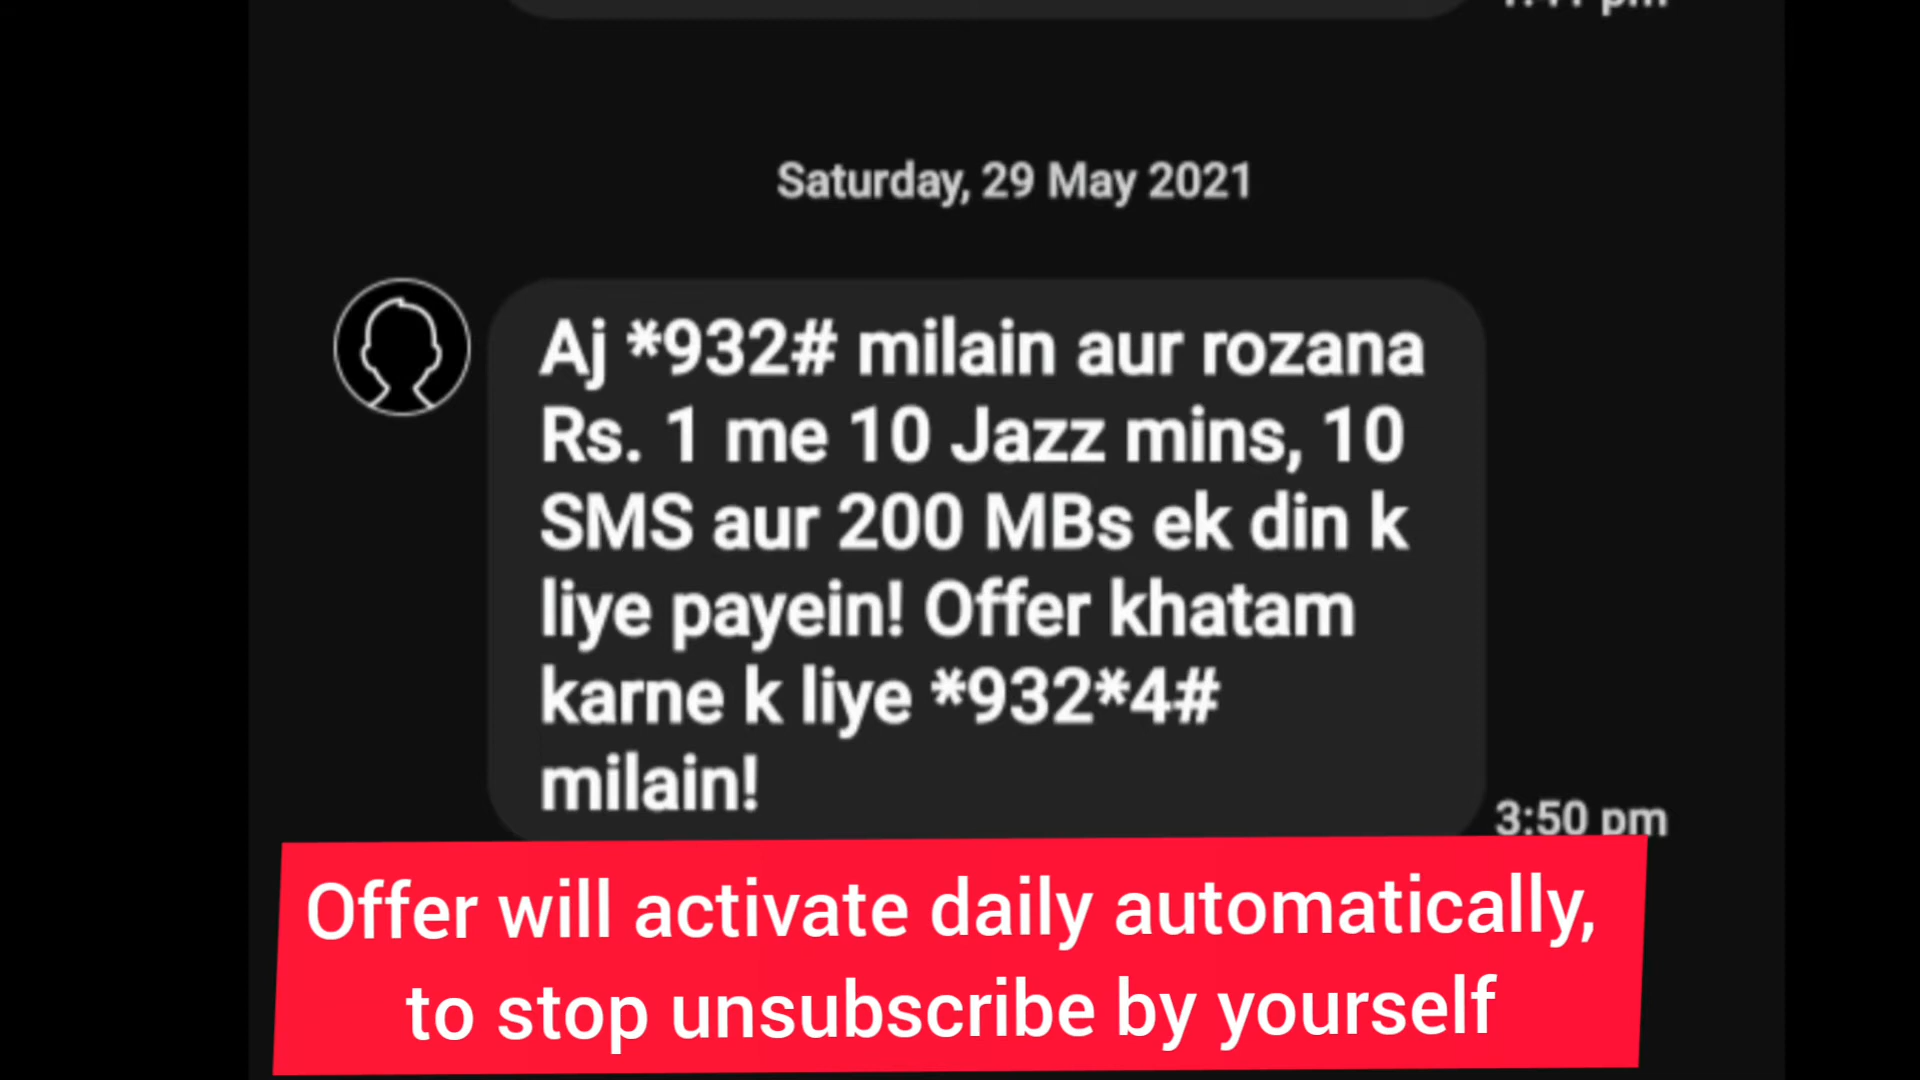 Saturday, 29 May 2021
Aj *932# milain aur rozana
Rs. 1 me 10 Jazz mins, 10
SMS aur 200 MBs ek din k
liye payein! Offer khatam
karne k liye *932*4#
milain!
3:50 pm
Offer will activate daily automatically,
to stop unsubscribe by yourself